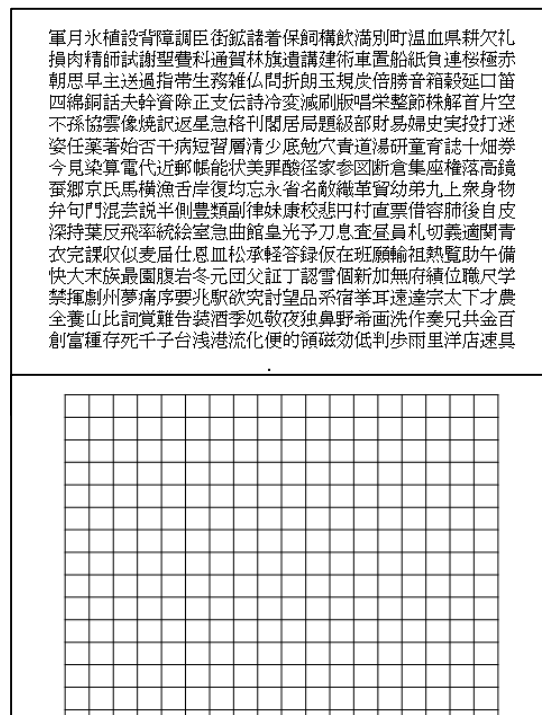 軍月氷植設背障調臣街鉱諸着保飼構飲満別町温血県耕欠礼
損肉精師試謝聖費科通賀林旗遺講建術車置船紙負連桜極赤
朝思早主送過指帯生務雑仏問折朗玉規炭倍勝音箱穀延口笛
四綿銅話夫幹資除正支伝詩冷変減刷版唱栄整節株解首片空
不孫協雲像焼訳返星急格刊閣居局題級部財易婦史実投打迷
姿任薬著始否干病短習層清少底勉穴責道湯研童育誌十畑券
今見染算電代近郵帳能状美罪酸径家参図断倉集座権落高鏡
蚕郷京氏馬横漁舌岸復均忘永省名敵織革貿幼弟九上衆身物
弁句門混芸説半側豊類副律妹康校悲円村直票借容肺後自皮
深持葉反飛率統絵室急曲館皇光予刀息査昼員札切義適関青
衣完課収似麦届仕恩皿松承軽答録仮在班願輸祖熱覧助午備
快大末族最園腹岩冬元団父証丁認雪個新加無府績位職尺学
禁揮劇州夢痛序要兆駅欲究討望品系宿挙耳遠達宗太下才農
全養山比詞覚難告装酒季処敬夜独鼻野希画洗作奏兄共金百
創富種存死千子台浅港流化便的領磁効低判歩雨里洋店速具